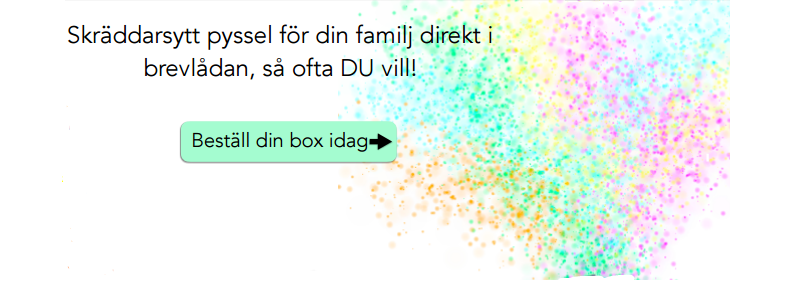 Skräddarsytt pyssel för din familj direkt i
brevlådan, så ofta DU vill!
Beställ din box idag